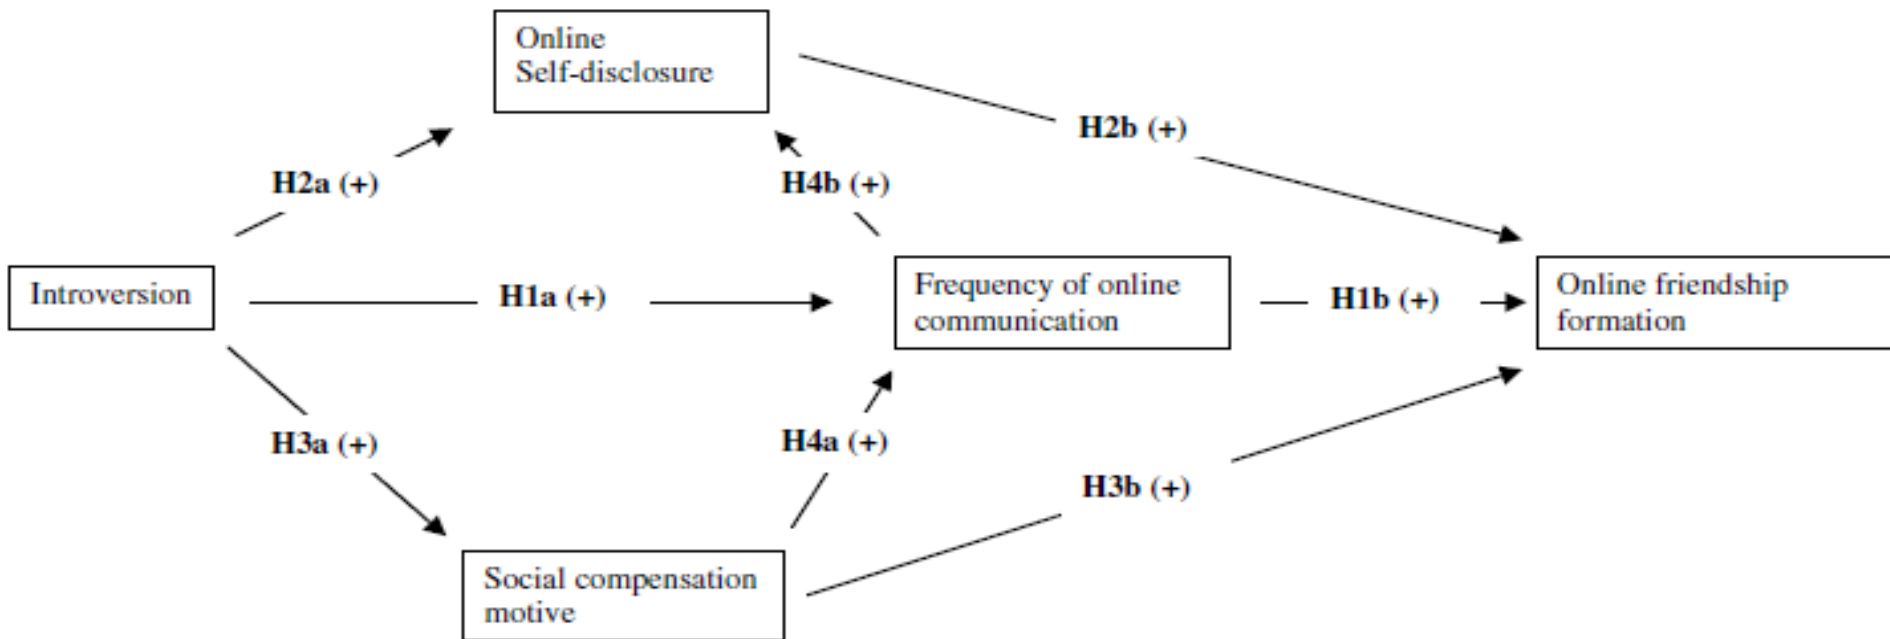 Online
Self-disclosure
H2b (+)
H2a (+)
H4b (+)
Introversion
H1a (+)
Frequency of online
communication
H1b (+)
Online friendship
formation
H3a (+)
H4a (+)
H3b (+)
Social compensation
motive